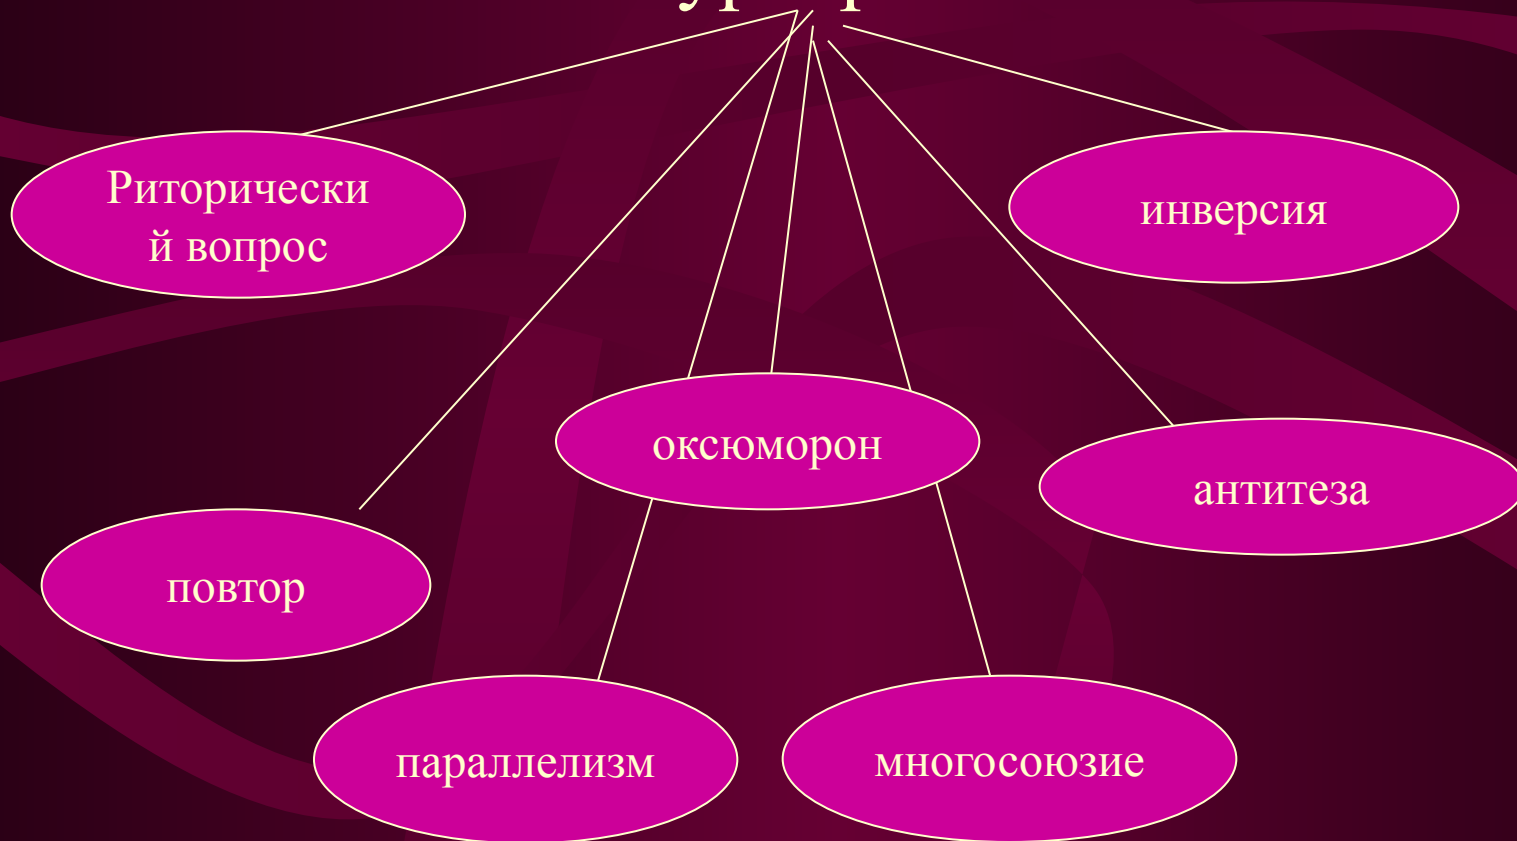 Риторически
й вопрос
инверсия
оксюморон
антитеза
повтор
параллелизм
многосоюзие